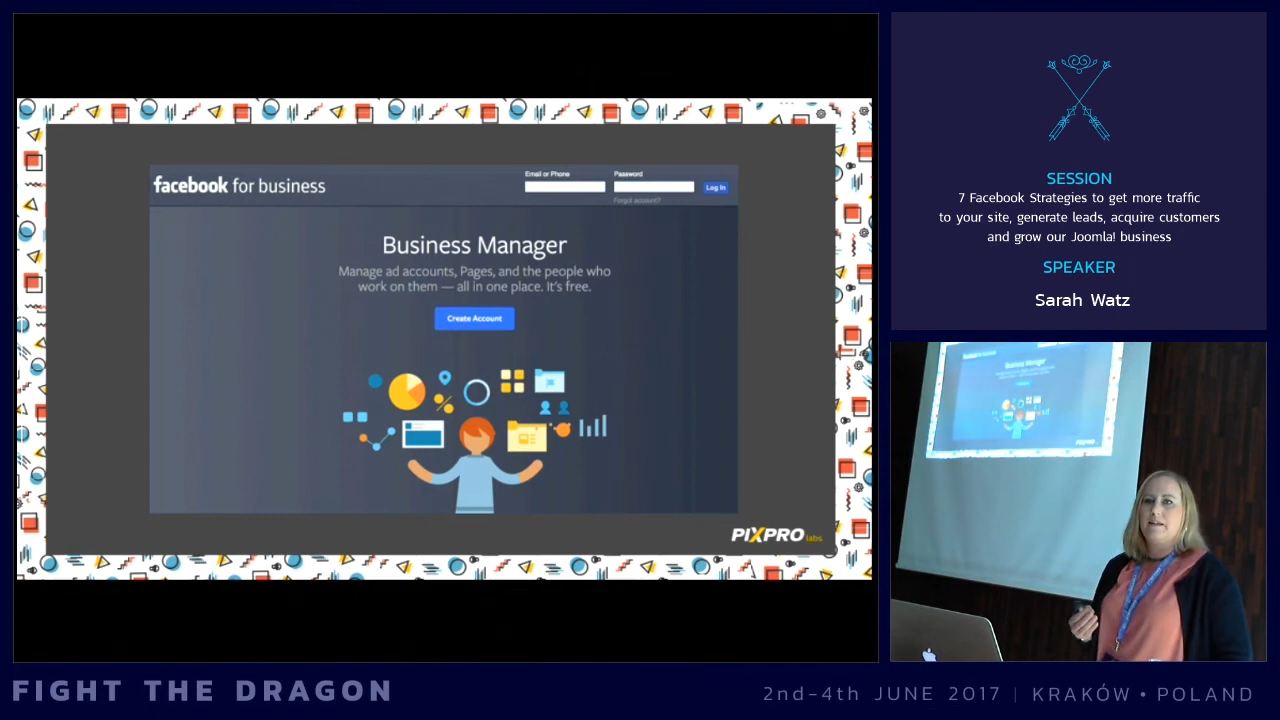 facebook for business
Email or Phone
Password
Log In
Forgot account?
Business Manager
Manage ad accounts, Pages, and the people who
work on them — all in one place. It's free.
Create Account
PIXPRO labs
SESSION
7 Facebook Strategies to get more traffic
to your site, generate leads, acquire customers
and grow our Joomla! business
SPEAKER
Sarah Watz
Business Manager
FIGHT THE DRAGON
2nd-4th JUNE 2017 | KRAKÓW • POLAND